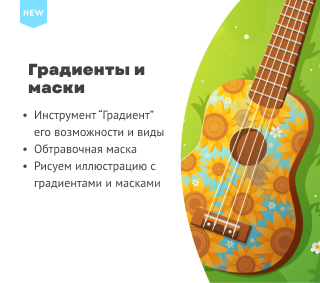 NEW
Градиенты и
маски
• Инструмент “Градиент”
его возможности и виды
• Обтравочная маска
• Рисуем иллюстрацию с
градиентами и масками